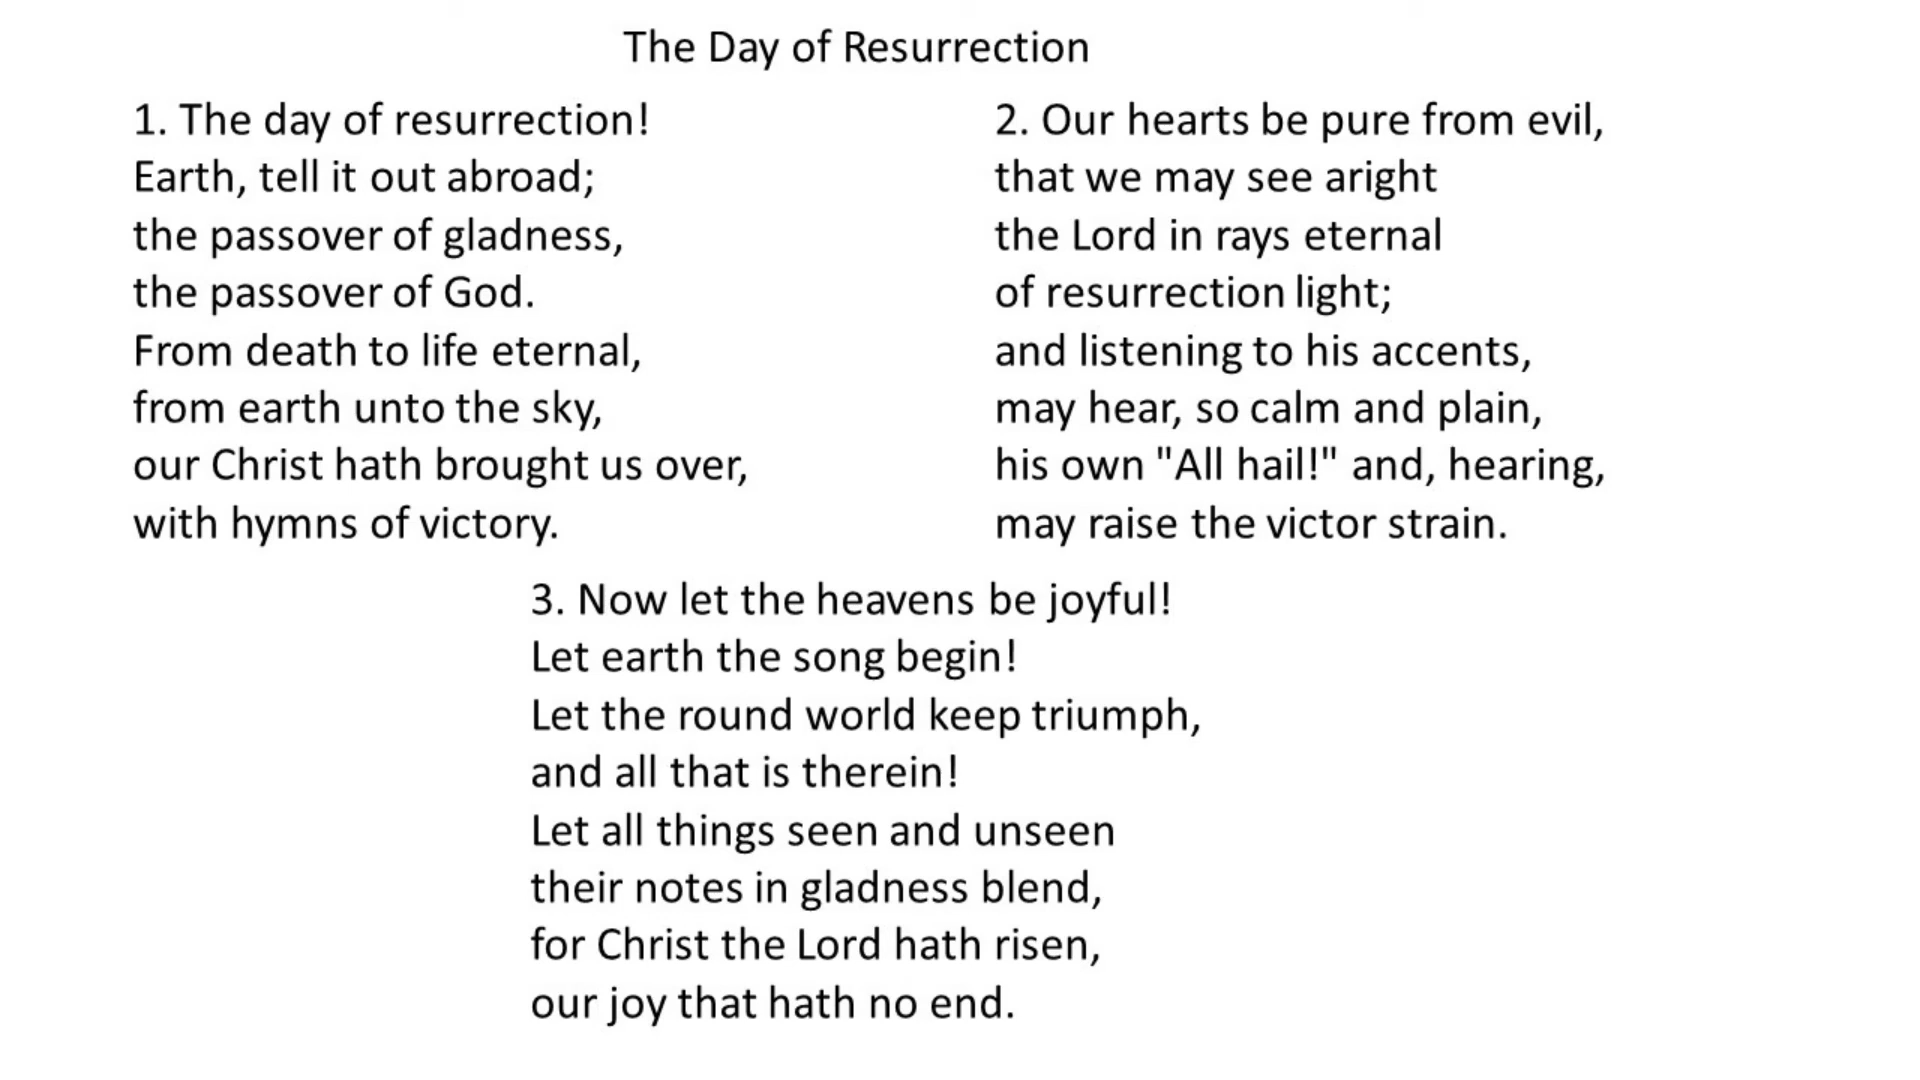 The Day of Resurrection
1. The day of resurrection!
Earth, tell it out abroad;
the passover of gladness,
the passover of God.
From death to life eternal,
from earth unto the sky,
our Christ hath brought us over,
with hymns of victory.
2. Our hearts be pure from evil,
that we may see aright
the Lord in rays eternal
of resurrection light;
and listening to his accents,
may hear, so calm and plain,
his own "All hail!" and, hearing,
may raise the victor strain.
3. Now let the heavens be joyful!
Let earth the song begin!
Let the round world keep triumph,
and all that is therein!
Let all things seen and unseen
their notes in gladness blend,
for Christ the Lord hath risen,
our joy that hath no end.